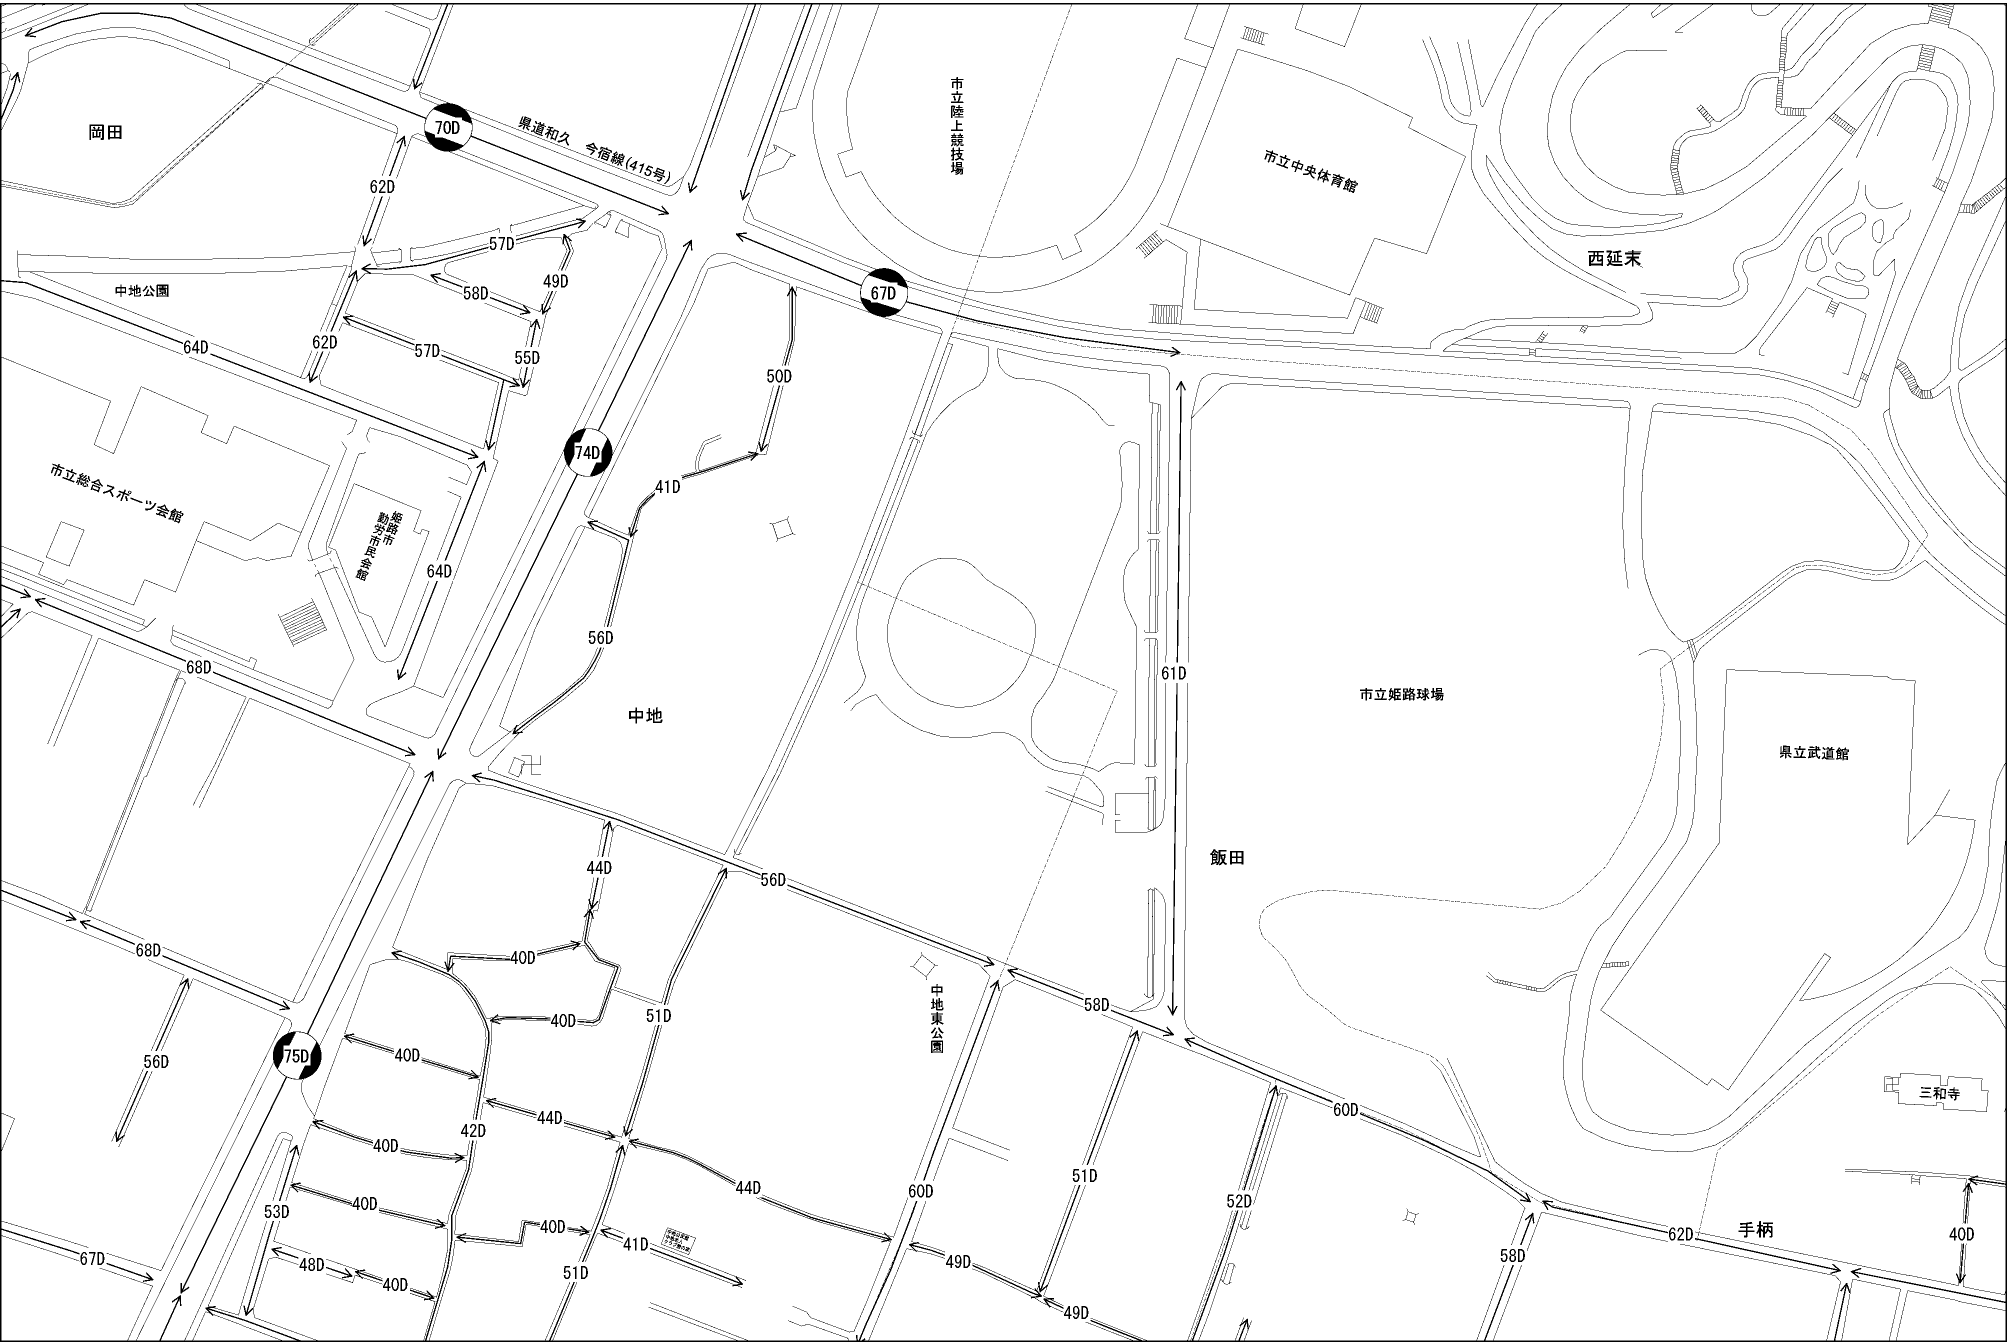 岡田
70D
県道和久 今宿線(415号)
市立陸上競技場
市立中央体育館
西延末
62D
57D
49D
58D
67D
中地公園
64D
62D
57D
55D
50D
74D
41D
市立総合スポーツ会館
姫路市
勤労市民会館
64D
56D
68D
61D
市立姫路球場
中地
県立武道館
飯田
44D
56D
68D
40D
40D
51D
58D
中地東公園
56D
75D
40D
44D
42D
40D
60D
三和寺
40D
53D
44D
60D
51D
52D
62D
手柄
40D
67D
48D
40D
40D
41D
51D
49D
49D
58D